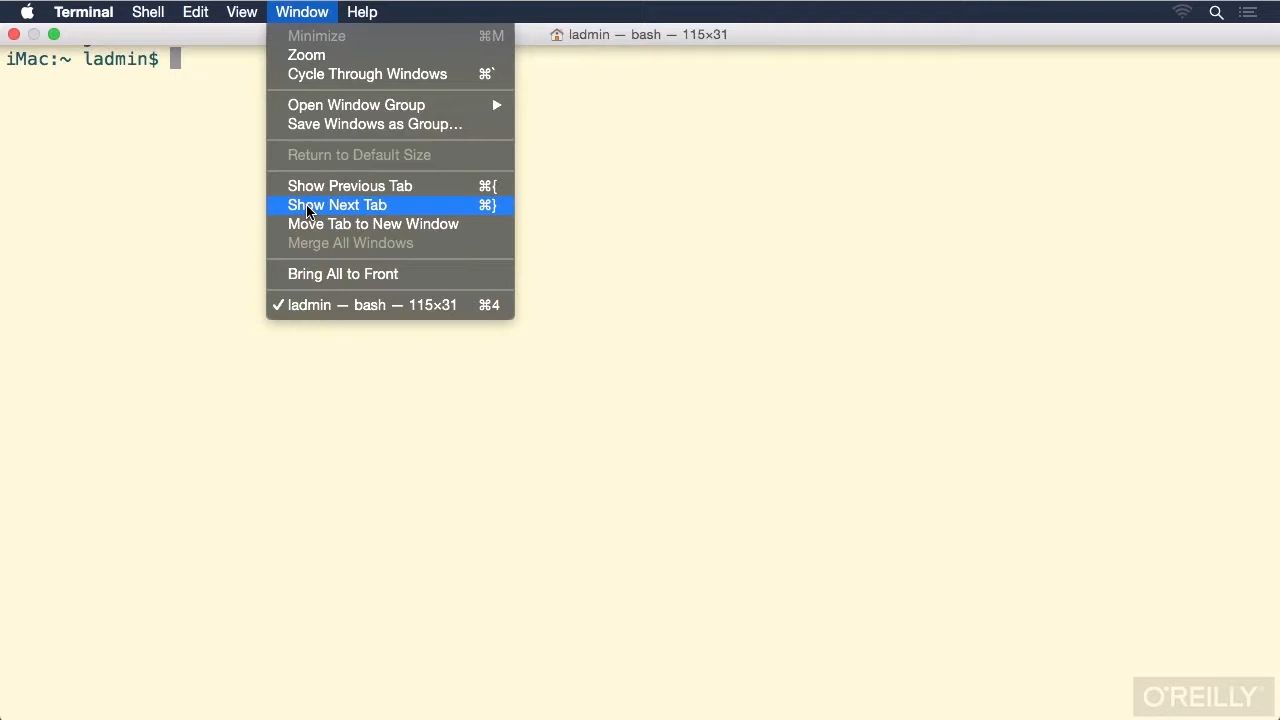 Terminal Shell Edit View Window Help
ladmin — bash — 115×31
iMac:~ ladmin$
Minimize ⌘M
Zoom
Cycle Through Windows ⌘`
Open Window Group ▶
Save Windows as Group…
Return to Default Size
Show Previous Tab ⌘{
Show Next Tab ⌘}
Move Tab to New Window
Merge All Windows
Bring All to Front
✓ ladmin — bash — 115×31 ⌘4
O'REILLY